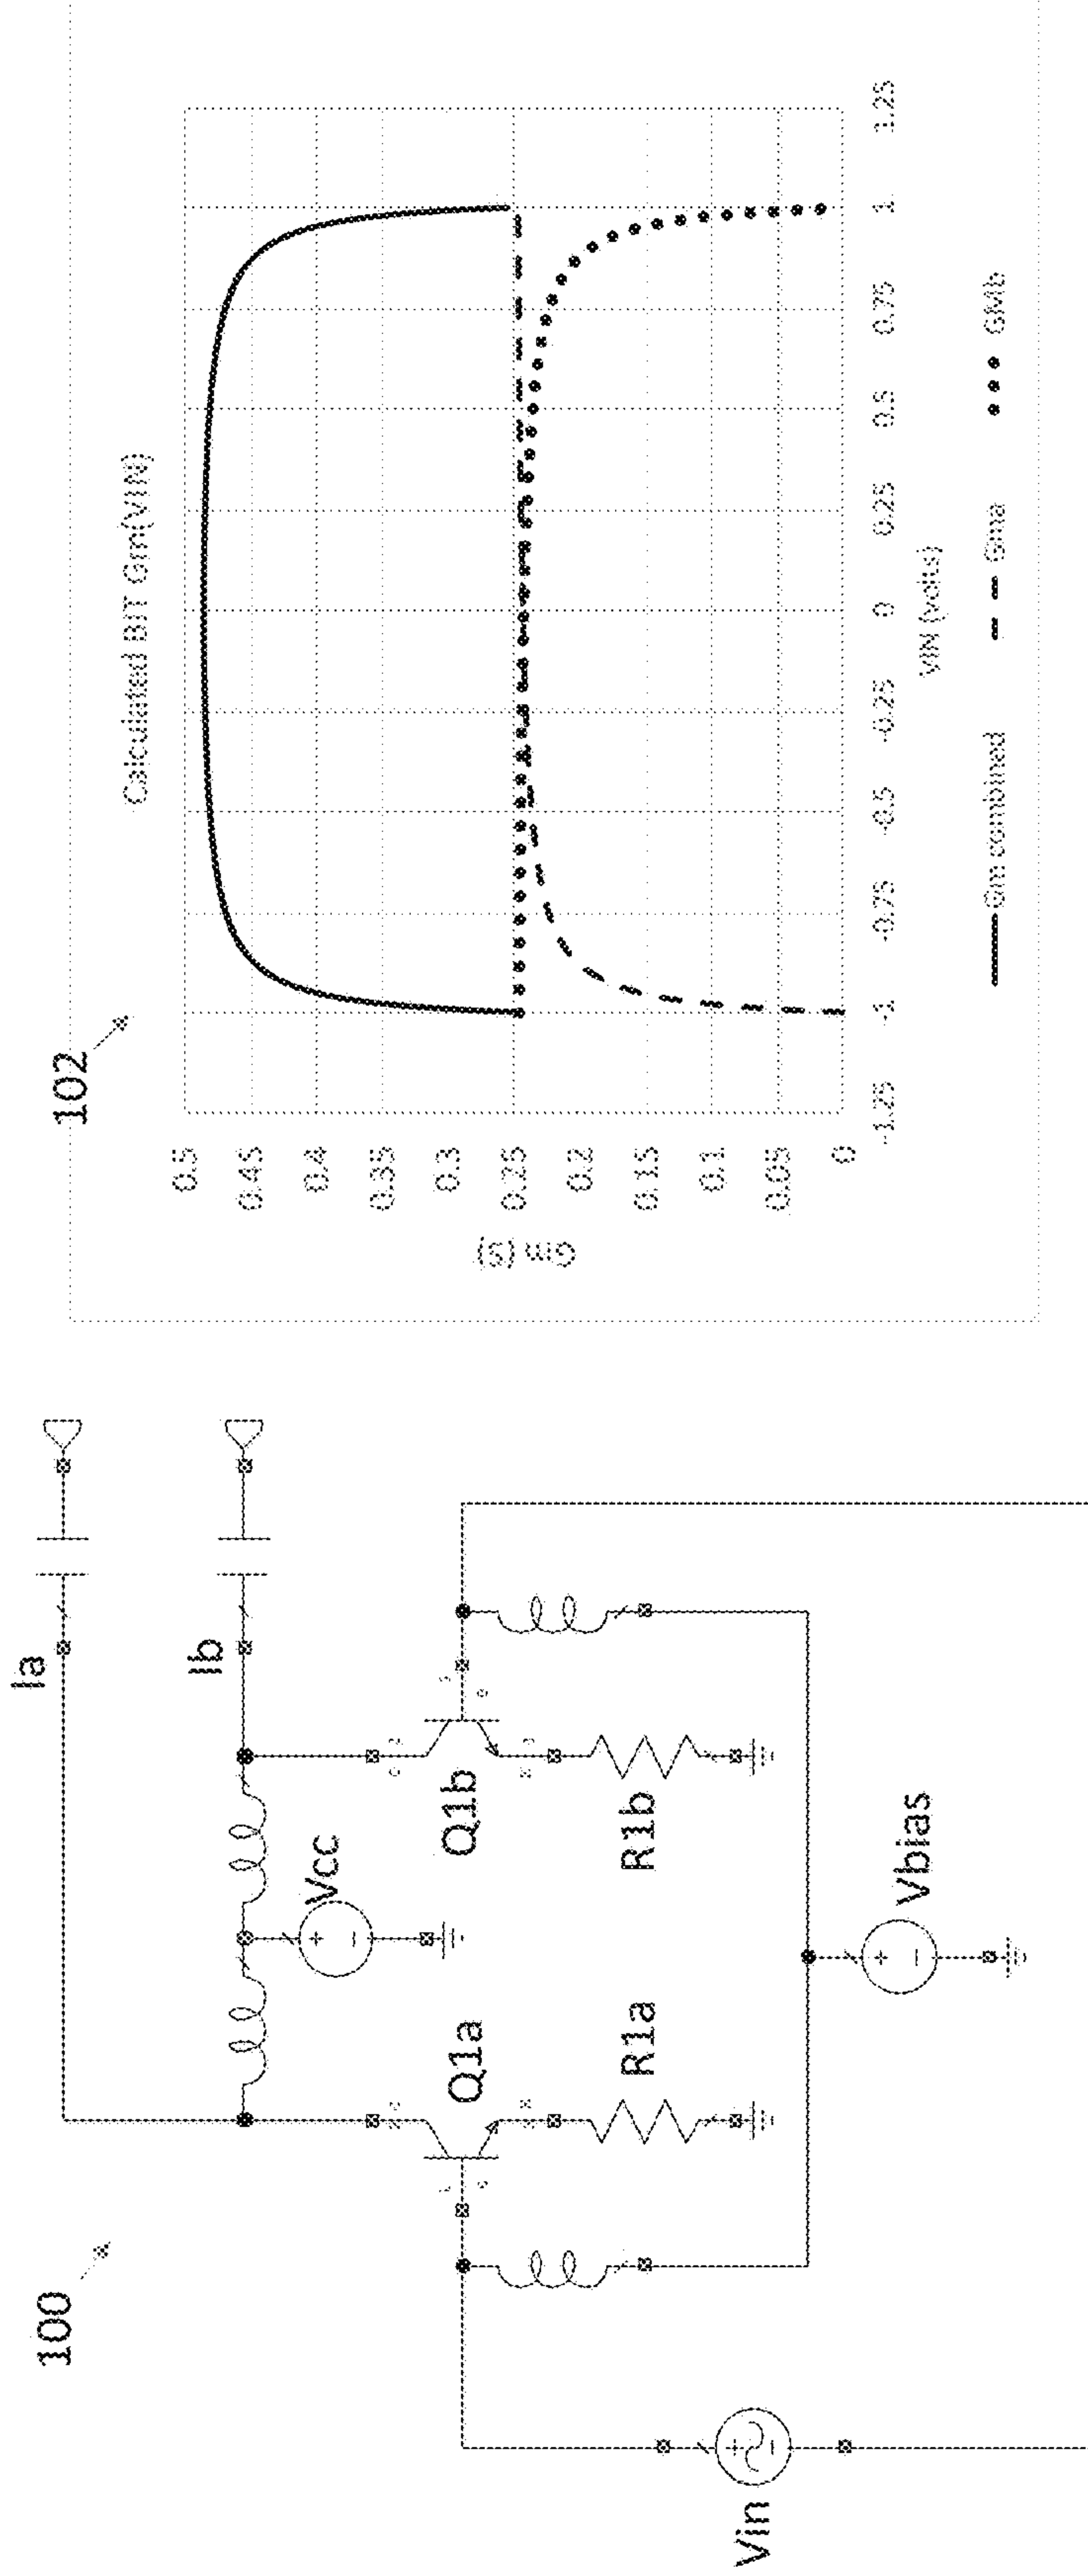 100
Ia
Ib
Vcc
Q1a
Q1b
R1a
R1b
Vin
Vbias
102
Calculated BJT Gm(VIN)
Gm (S)
0.5
0.45
0.4
0.35
0.3
0.25
0.2
0.15
0.1
0.05
0
-1.25
-1
-0.75
-0.5
-0.25
0
0.25
0.5
0.75
1
1.25
VIN (volts)
Gm combined
Gma
GMb